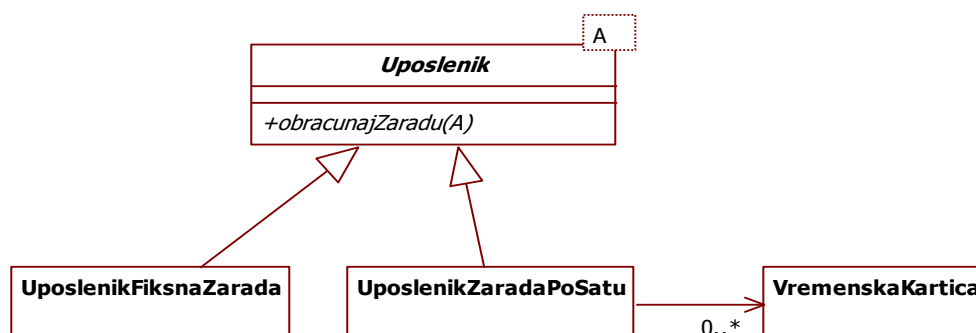 A
Uposlenik
+obracunajZaradu(A)
UposlenikFiksnaZarada
UposlenikZaradaPoSatu
VremenskaKartica
0..*